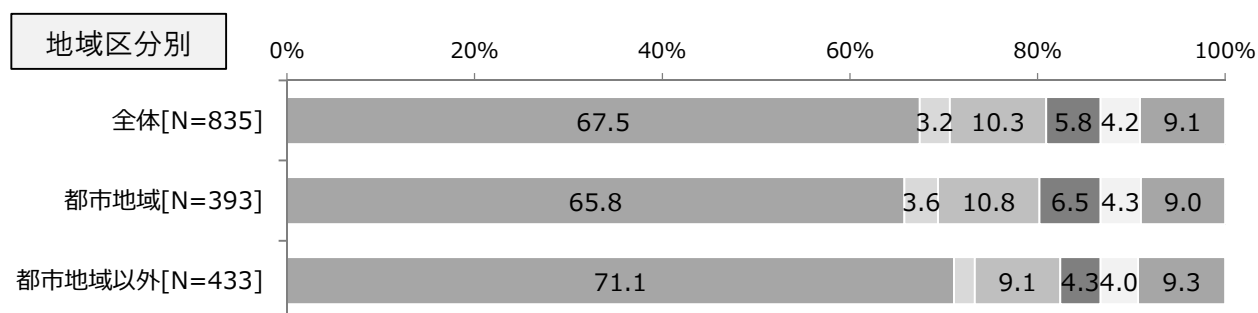 地域区分別
0% 20% 40% 60% 80% 100%
全体[N=835] 67.5 3.2 10.3 5.8 4.2 9.1
都市地域[N=393] 65.8 3.6 10.8 6.5 4.3 9.0
都市地域以外[N=433] 71.1 9.1 4.3 4.0 9.3